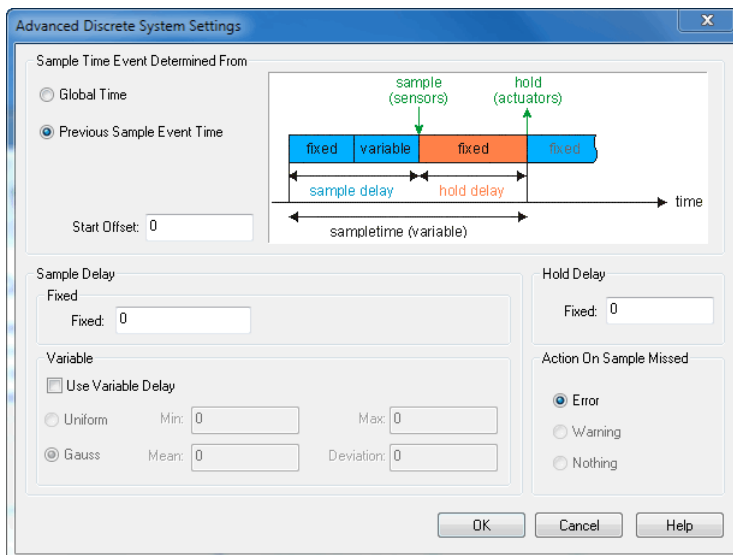 Advanced Discrete System Settings
x
Sample Time Event Determined From
Global Time
Previous Sample Event Time
Start Offset: 0
sample
(sensors)
hold
(actuators)
fixed variable fixed fixed
sample delay hold delay
time
sampletime (variable)
Sample Delay
Fixed
Fixed: 0
Hold Delay
Fixed: 0
Variable
Use Variable Delay
Uniform Min: 0 Max: 0
Gauss Mean: 0 Deviation: 0
Action On Sample Missed
Error
Warning
Nothing
OK Cancel Help